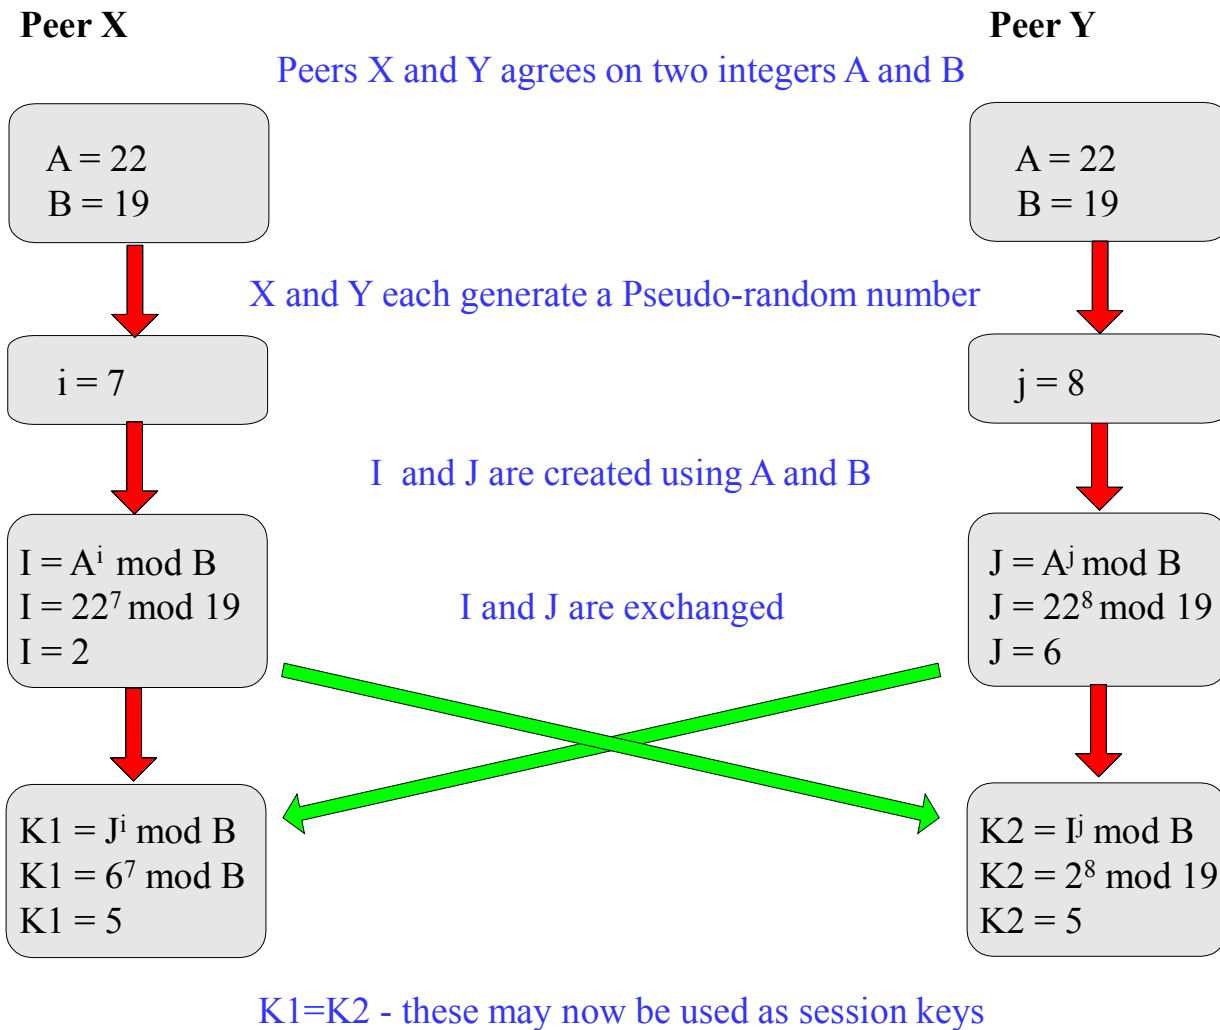 Peer X
Peer Y
Peers X and Y agrees on two integers A and B
A = 22
B = 19
A = 22
B = 19
X and Y each generate a Pseudo-random number
i = 7
j = 8
I and J are created using A and B
I = Aⁱ mod B
I = 22⁷ mod 19
I = 2
J = Aʲ mod B
J = 22⁸ mod 19
J = 6
I and J are exchanged
K1 = Jⁱ mod B
K1 = 6⁷ mod B
K1 = 5
K2 = Iʲ mod B
K2 = 2⁸ mod 19
K2 = 5
K1=K2 - these may now be used as session keys